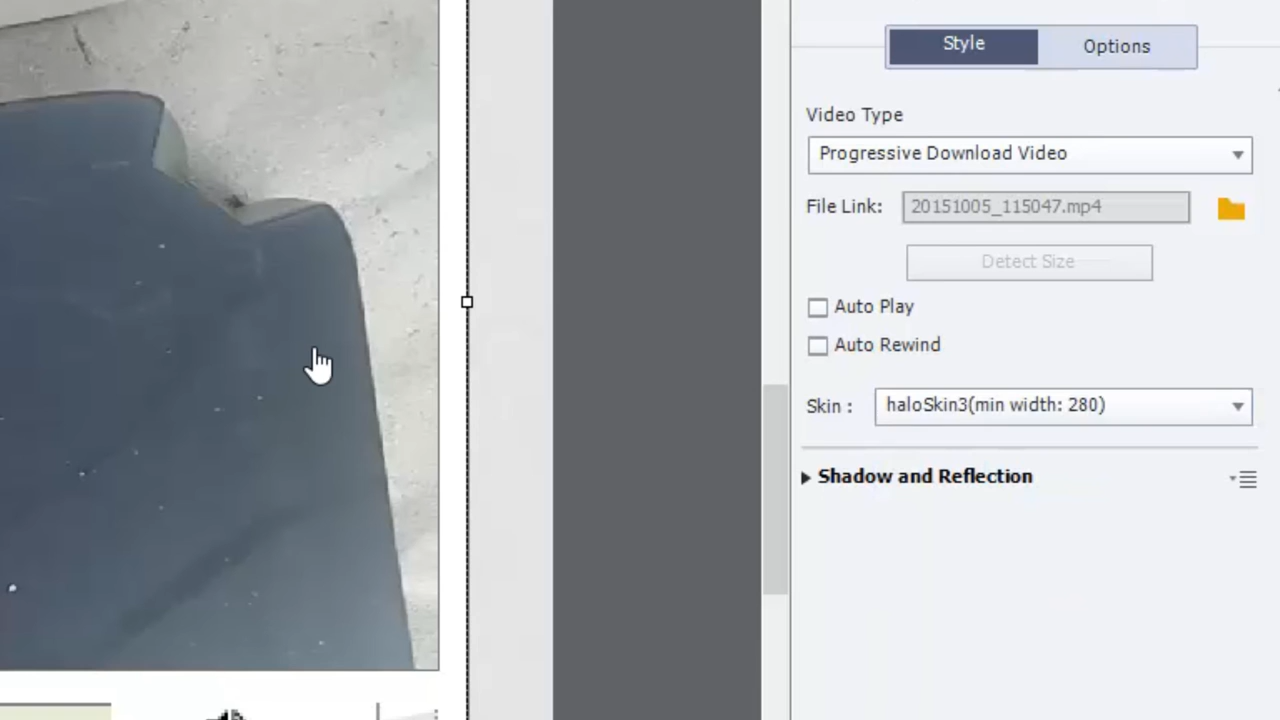 Style
Options
Video Type
Progressive Download Video
File Link: 20151005_115047.mp4
Detect Size
Auto Play
Auto Rewind
Skin : haloSkin3(min width: 280)
Shadow and Reflection